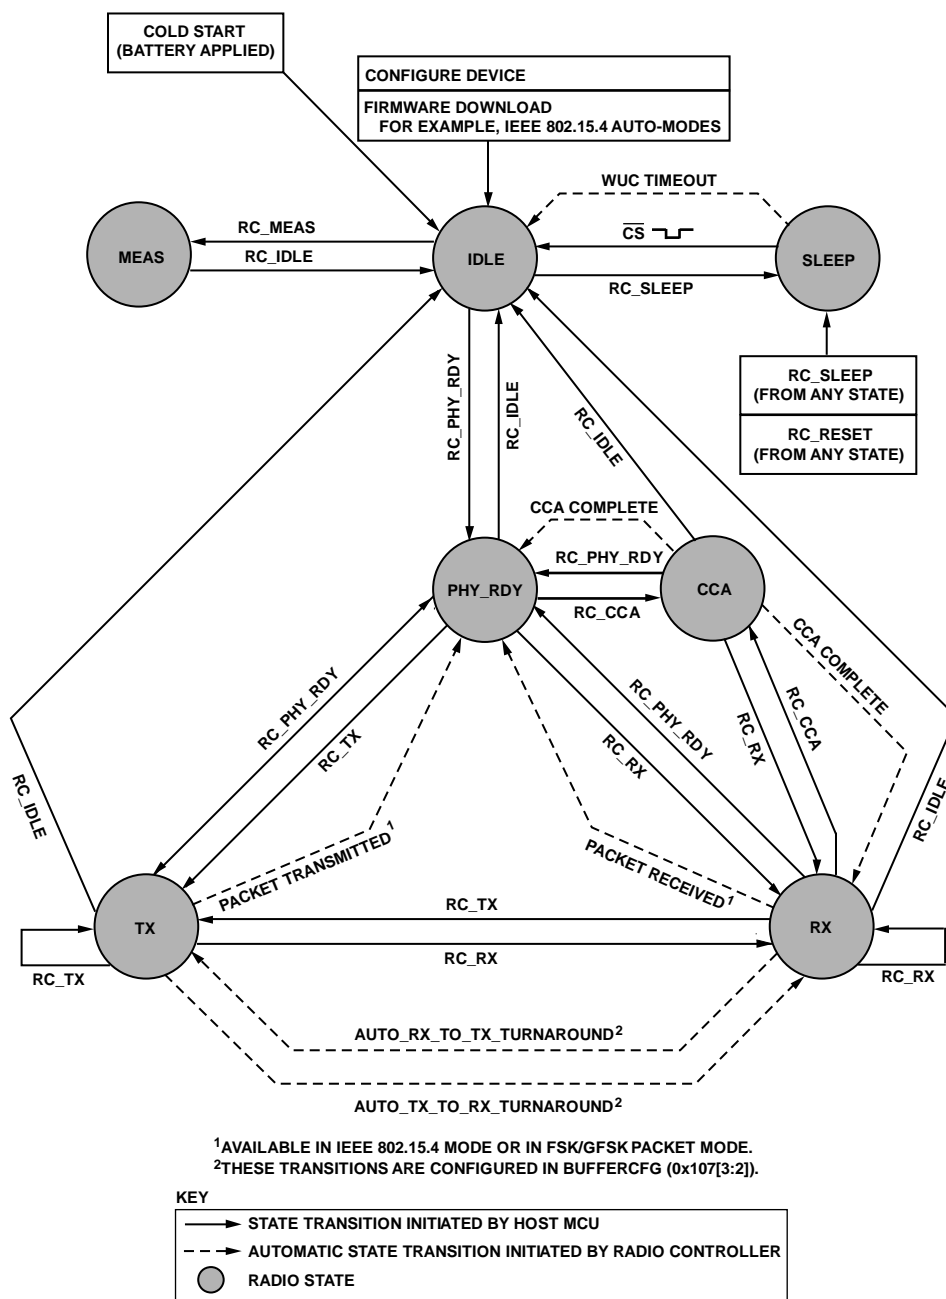 COLD START
(BATTERY APPLIED)
CONFIGURE DEVICE
FIRMWARE DOWNLOAD
FOR EXAMPLE, IEEE 802.15.4 AUTO-MODES
WUC TIMEOUT
RC_MEAS
CS
MEAS
IDLE
SLEEP
RC_IDLE
RC_SLEEP
RC_SLEEP
(FROM ANY STATE)
RC_RESET
(FROM ANY STATE)
RC_PHY_RDY
RC_IDLE
RC_IDLE
CCA COMPLETE
RC_PHY_RDY
PHY_RDY
CCA
RC_CCA
CCA COMPLETE
RC_PHY_RDY
RC_TX
RC_PHY_RDY
RC_RX
RC_RX
RC_CCA
RC_IDLE
RC_IDLE
PACKET TRANSMITTED1
PACKET RECEIVED1
RC_TX
TX
RX
RC_RX
RC_TX
RC_RX
AUTO_RX_TO_TX_TURNAROUND2
AUTO_TX_TO_RX_TURNAROUND2
1AVAILABLE IN IEEE 802.15.4 MODE OR IN FSK/GFSK PACKET MODE.
2THESE TRANSITIONS ARE CONFIGURED IN BUFFERCFG (0x107[3:2]).
KEY
STATE TRANSITION INITIATED BY HOST MCU
AUTOMATIC STATE TRANSITION INITIATED BY RADIO CONTROLLER
RADIO STATE